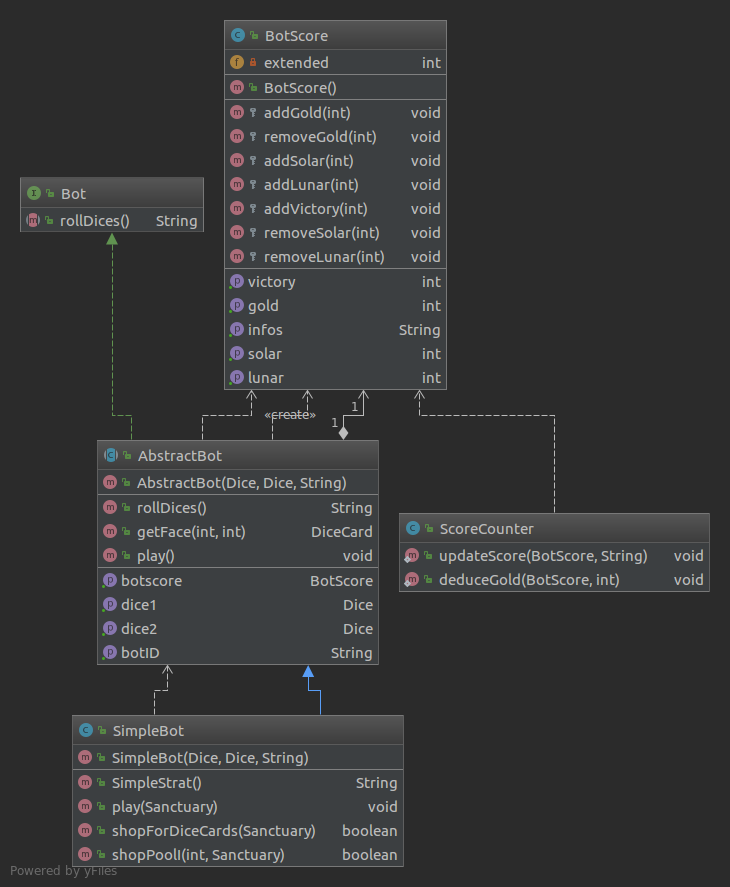 BotScore
extended int
BotScore()
addGold(int) void
removeGold(int) void
addSolar(int) void
addLunar(int) void
addVictory(int) void
removeSolar(int) void
removeLunar(int) void
victory int
gold int
infos String
solar int
lunar int
Bot
rollDices() String
«create»
1
1
AbstractBot
AbstractBot(Dice, Dice, String)
rollDices() String
getFace(int, int) DiceCard
play() void
botscore BotScore
dice1 Dice
dice2 Dice
botID String
ScoreCounter
updateScore(BotScore, String) void
deduceGold(BotScore, int) void
SimpleBot
SimpleBot(Dice, Dice, String)
SimpleStrat() String
play(Sanctuary) void
shopForDiceCards(Sanctuary) boolean
shopPoolI(int, Sanctuary) boolean
Powered by yFiles